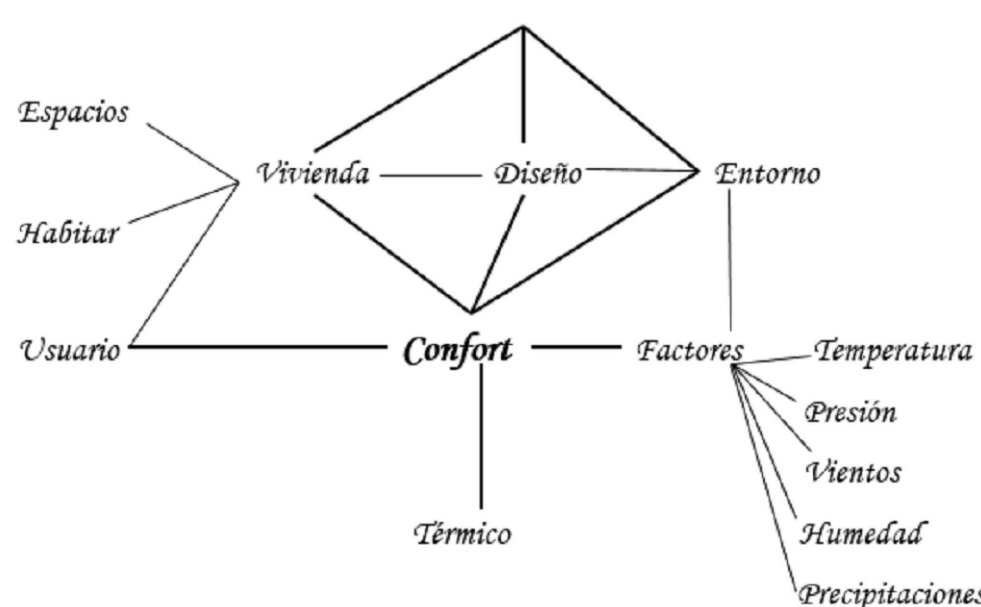 Espacios
Vivienda
Diseño
Entorno
Habitar
Usuario
Confort
Factores
Temperatura
Presión
Vientos
Térmico
Humedad
Precipitaciones